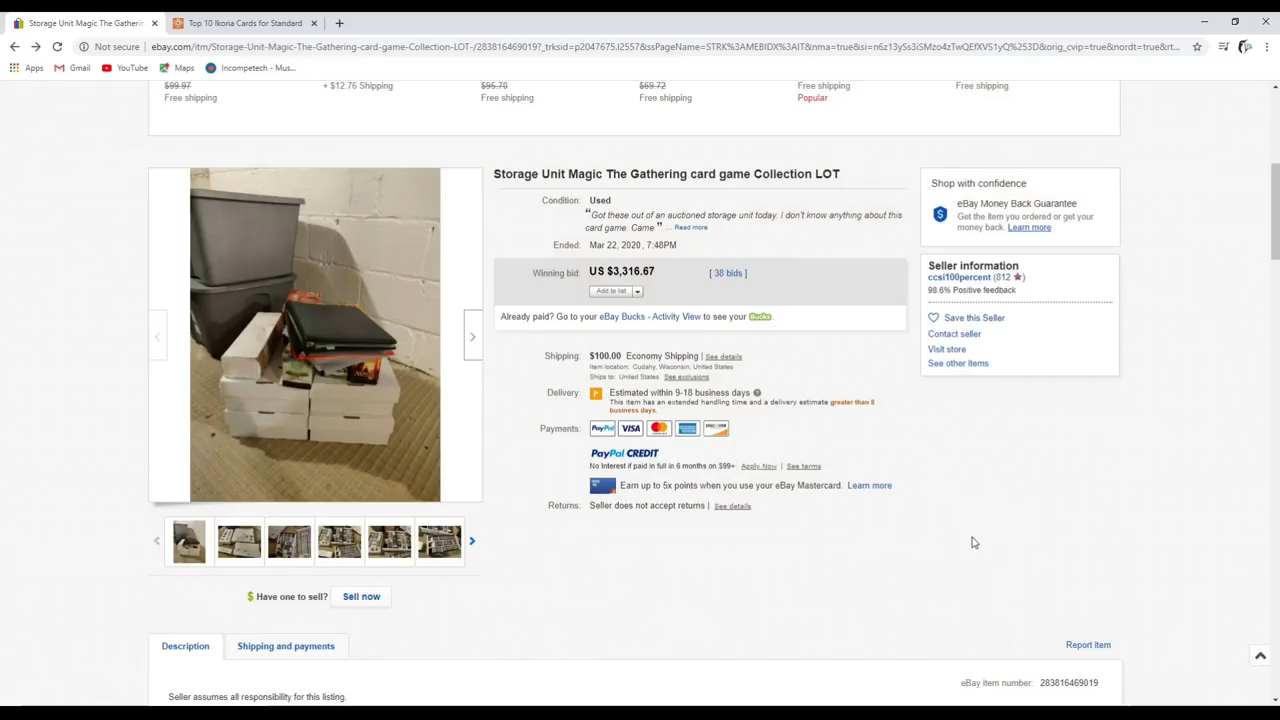 Storage Unit Magic The Gatherin
Top 10 Ikoria Cards for Standard
Not secure
ebay.com/itm/Storage-Unit-Magic-The-Gathering-card-game-Collection-LOT-/283816469019?_trksid=p2047675.l2557&ssPageName=STRK%3AMEBIDX%3AIT&nma=true&
Apps
Gmail
YouTube
Maps
Incompetech - Mus...
$99.97
+ $12.76 Shipping
$95.70
$69.72
Free shipping
Free shipping
Free shipping
Free shipping
Free shipping
Free shipping
Popular
Storage Unit Magic The Gathering card game Collection LOT
Condition: Used
“Got these out of an auctioned storage unit today. I don't know anything about this
card game. Came ” ... Read more
Ended: Mar 22, 2020 , 7:48PM
Winning bid: US $3,316.67 [ 38 bids ]
Add to list
Already paid? Go to your eBay Bucks - Activity View to see your Bucks.
Shipping: $100.00 Economy Shipping | See details
Item location: Cudahy, Wisconsin, United States
Ships to: United States See exclusions
Delivery: Estimated within 9-18 business days
This item has an extended handling time and a delivery estimate greater than 8
business days.
Payments: PayPal VISA
DISCOVER
PayPal CREDIT
No Interest if paid in full in 6 months on $99+. Apply Now | See terms
Earn up to 5x points when you use your eBay Mastercard. Learn more
Returns: Seller does not accept returns | See details
Shop with confidence
eBay Money Back Guarantee
Get the item you ordered or get your
money back. Learn more
Seller information
ccsi100percent (812 )
98.6% Positive feedback
Save this Seller
Contact seller
Visit store
See other items
Have one to sell? Sell now
Description
Shipping and payments
Report item
eBay item number: 283816469019
Seller assumes all responsibility for this listing.